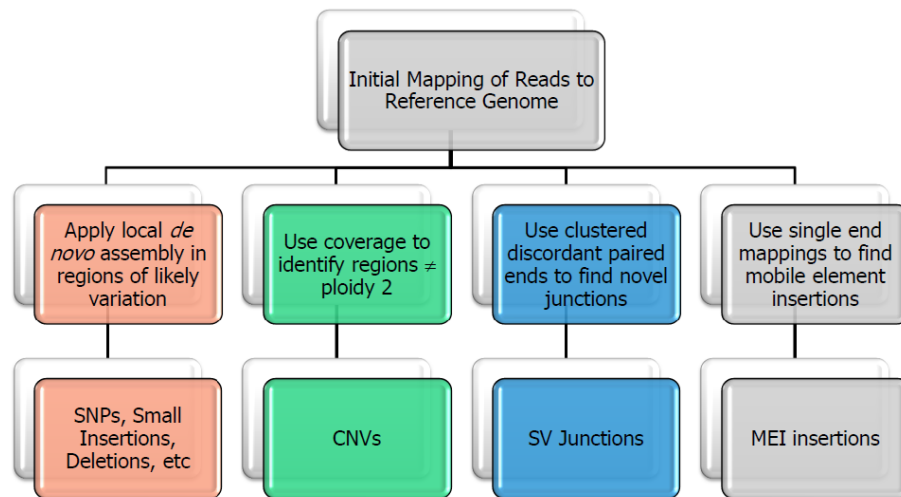 Initial Mapping of Reads to
Reference Genome
Apply local de
novo assembly in
regions of likely
variation
Use coverage to
identify regions ≠
ploidy 2
Use clustered
discordant paired
ends to find novel
junctions
Use single end
mappings to find
mobile element
insertions
SNPs, Small
Insertions,
Deletions, etc
CNVs
SV Junctions
MEI insertions